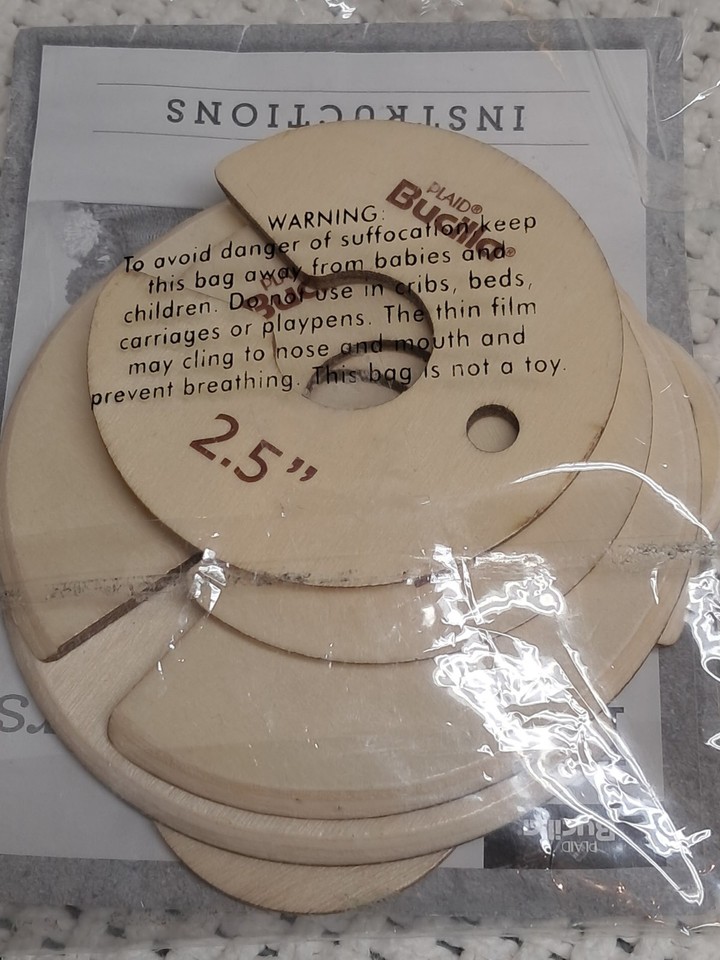 INSTRUCTIONS
PLAID®
Bucilla®
WARNING:
To avoid danger of suffocation keep
this bag away from babies and
children. Do not use in cribs, beds,
carriages or playpens. The thin film
may cling to nose and mouth and
prevent breathing. This bag is not a toy.
2.5"
PLAID
Bucilla